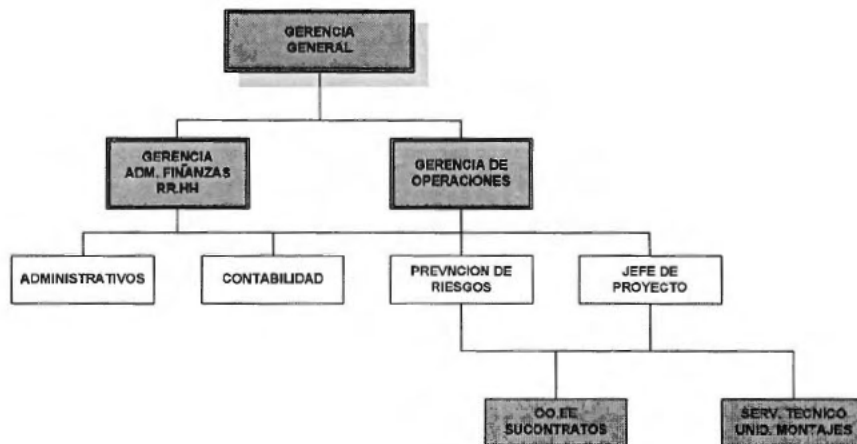 GERENCIA
GENERAL
GERENCIA
ADM. FIÑANZAS
RR.HH
GERENCIA DE
OPERACIONES
ADMINISTRATIVOS
CONTABILIDAD
PREVNCION DE
RIESGOS
JEFE DE
PROYECTO
OO.EE
SUCONTRATOS
SERV. TECNICO
UNID. MONTAJES